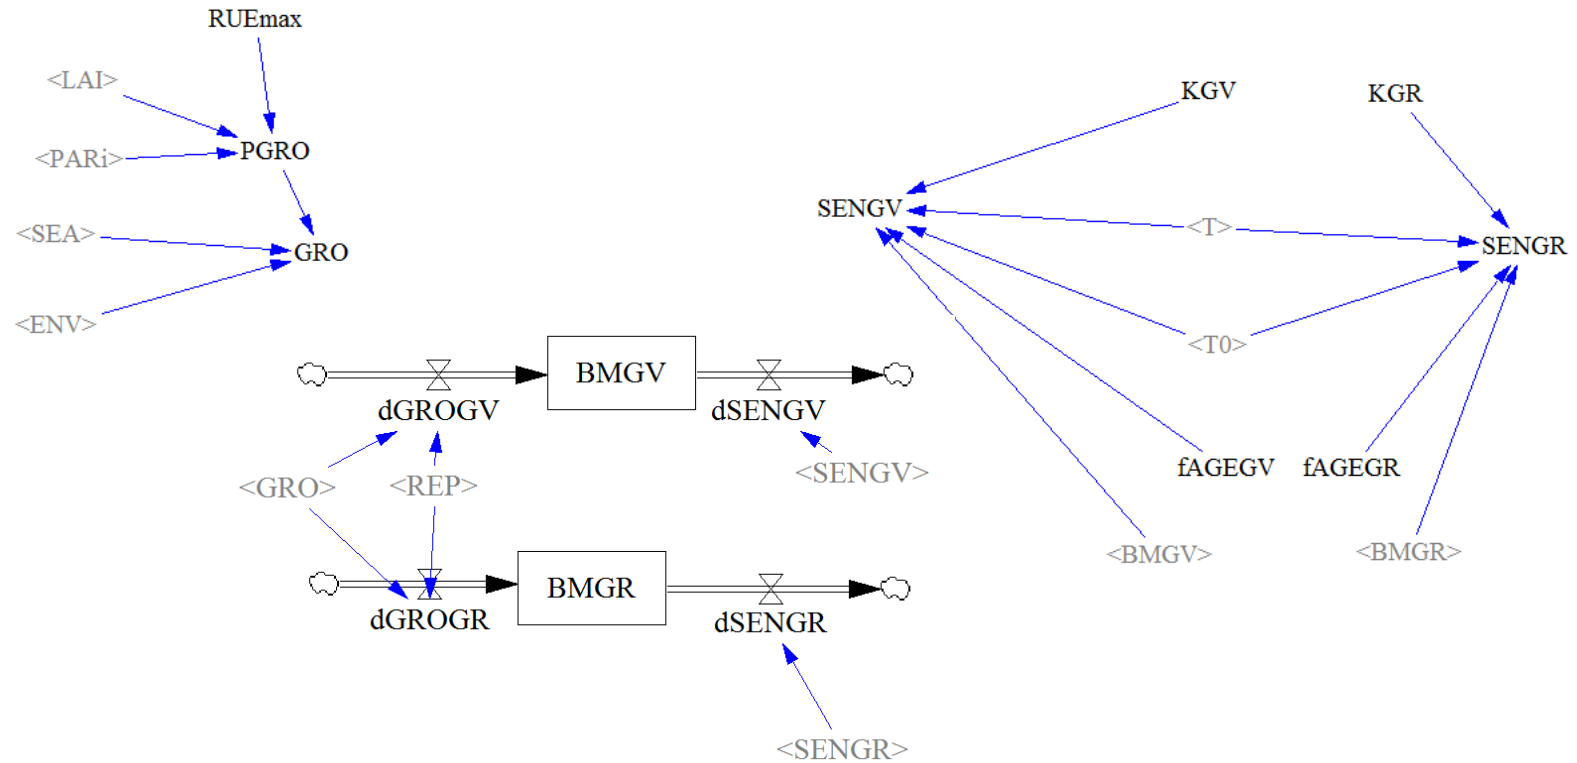 RUEmax
<LAI>
<PARi>
PGRO
<SEA>
GRO
<ENV>
KGV
KGR
SENGV
<T>
SENGR
<T0>
BMGV
dGROGV
dSENGV
<GRO>
<REP>
<SENGV>
fAGEGV
fAGEGR
<BMGV>
<BMGR>
BMGR
dGROGR
dSENGR
<SENGR>